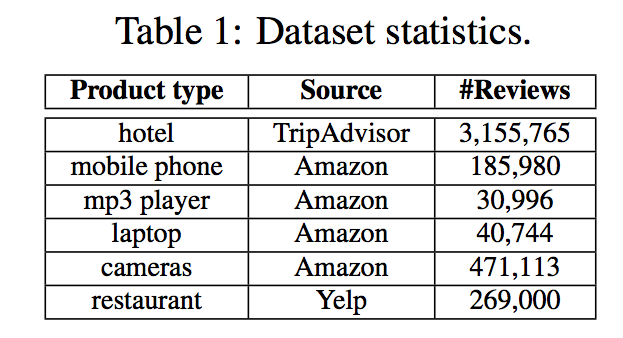 Table 1: Dataset statistics.
Product type Source #Reviews
hotel TripAdvisor 3,155,765
mobile phone Amazon 185,980
mp3 player Amazon 30,996
laptop Amazon 40,744
cameras Amazon 471,113
restaurant Yelp 269,000